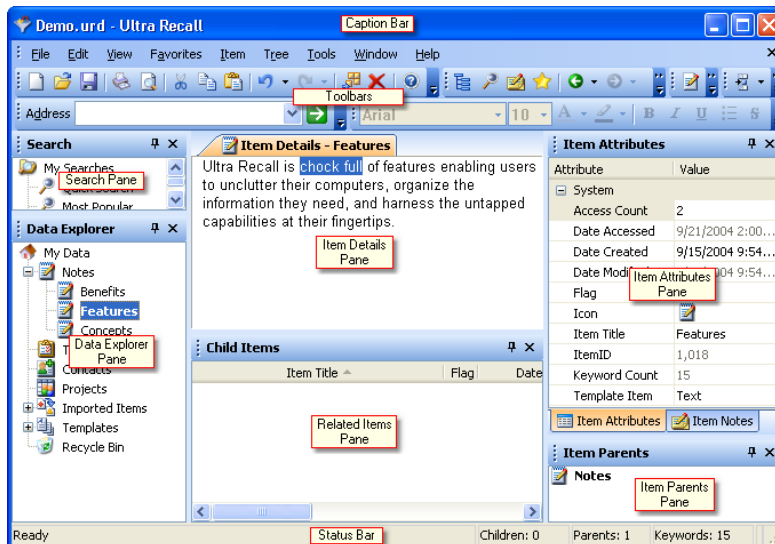 Demo.urd - Ultra Recall
Caption Bar
File Edit View Favorites Item Tree Tools Window Help
Toolbars
Address Arial 10 A B I U S
Search
My Searches
Search Pane
Most Popular
Data Explorer
My Data
Notes
Benefits
Features
Concepts
Data Explorer
Pane
Contacts
Projects
Imported Items
Templates
Recycle Bin
Item Details - Features
Ultra Recall is chock full of features enabling users
to unclutter their computers, organize the
information they need, and harness the untapped
capabilities at their fingertips.
Item Details
Pane
Child Items
Item Title Flag Date
Related Items
Pane
Item Attributes
Attribute Value
System
Access Count 2
Date Accessed 9/21/2004 2:00...
Date Created 9/15/2004 9:54...
Date Modified 2004 9:54...
Item Attributes
Pane
Flag
Icon
Item Title Features
ItemID 1,018
Keyword Count 15
Template Item Text
Item Attributes Item Notes
Item Parents
Notes
Item Parents
Pane
Ready Status Bar Children: 0 Parents: 1 Keywords: 15